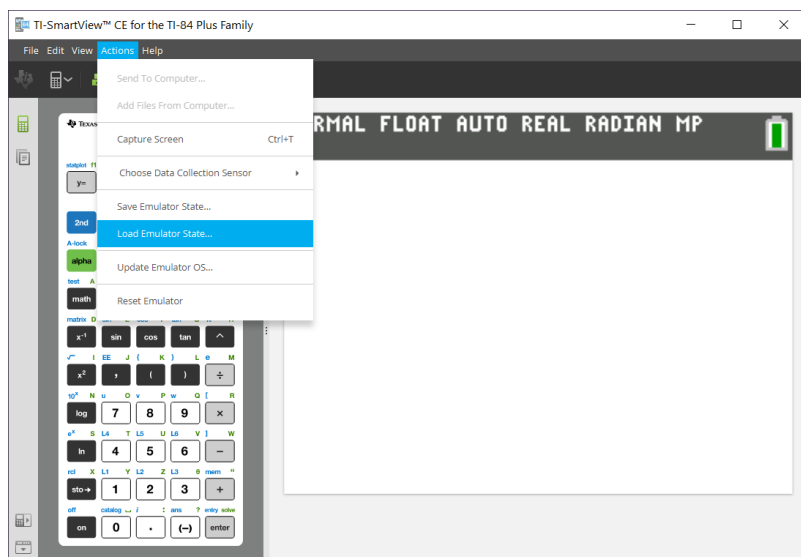 TI-SmartView™ CE for the TI-84 Plus Family
File Edit View Actions Help
Send To Computer...
Add Files From Computer...
Capture Screen Ctrl+T
Choose Data Collection Sensor
Save Emulator State...
Load Emulator State...
Update Emulator OS...
Reset Emulator
RMAL FLOAT AUTO REAL RADIAN MP
TEXAS
statplot f1
y=
2nd
A-lock
alpha
test A
math
matrix D
x⁻¹ sin cos tan ^
√ I EE J { K } L e M
x² , ( ) ÷
10ˣ N u O v P w Q [ R
log 7 8 9 ×
eˣ S L4 T L5 U L6 V ] W
ln 4 5 6 −
rcl X L1 Y L2 Z L3 θ mem "
sto→ 1 2 3 +
off catalog i : ans ? entry solve
on 0 . (−) enter